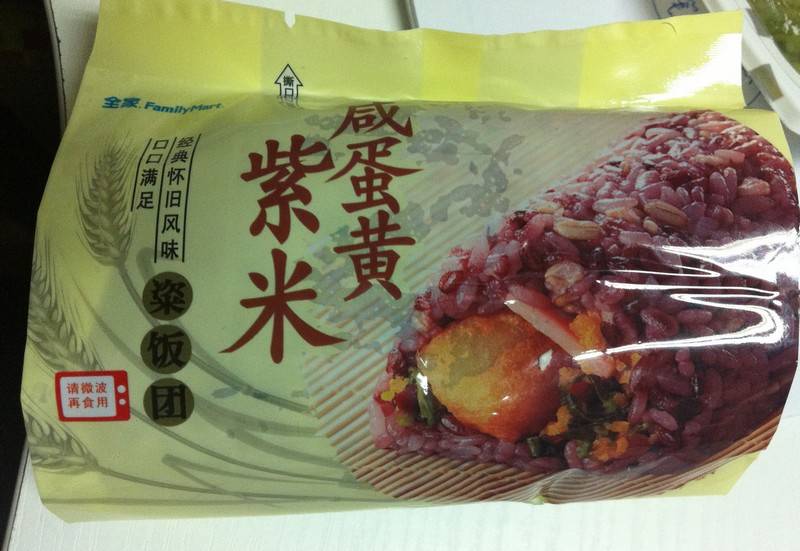 全家 FamilyMart
撕口
咸蛋黄
紫米
经典怀旧风味
口口满足
粢饭团
请微波
再食用